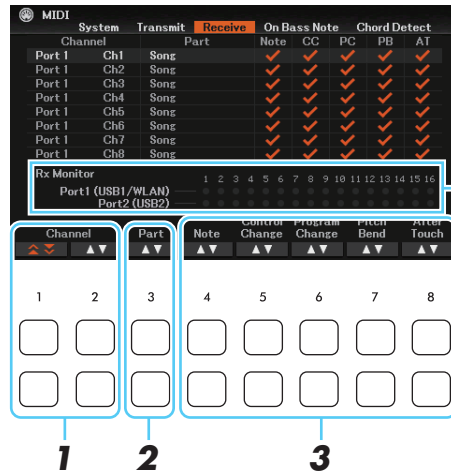 MIDI
System Transmit Receive On Bass Note Chord Detect
Channel Part Note CC PC PB AT
Port 1 Ch1 Song
Port 1 Ch2 Song
Port 1 Ch3 Song
Port 1 Ch4 Song
Port 1 Ch5 Song
Port 1 Ch6 Song
Port 1 Ch7 Song
Port 1 Ch8 Song
Rx Monitor 1 2 3 4 5 6 7 8 9 10 11 12 13 14 15 16
Port1 (USB1/WLAN)
Port2 (USB2)
Channel Part Note Control Change Program Change Pitch Bend After Touch
1 2 3 4 5 6 7 8
1 2 3